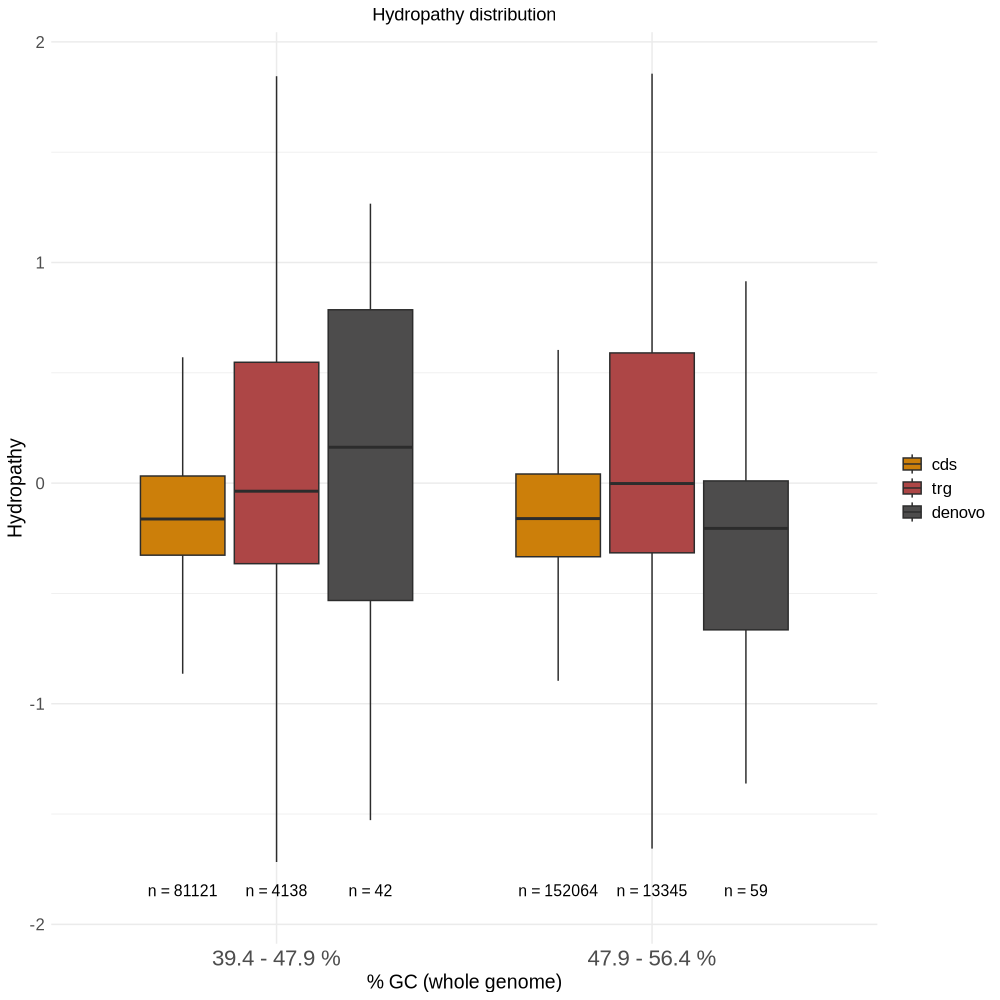 Hydropathy distribution
2
1
0
-1
-2
Hydropathy
n = 81121 n = 4138 n = 42 n = 152064 n = 13345 n = 59
39.4 - 47.9 % 47.9 - 56.4 %
% GC (whole genome)
cds
trg
denovo